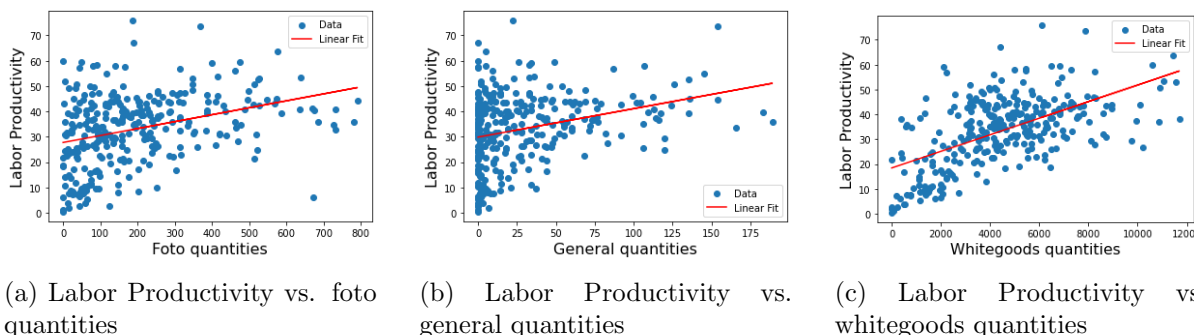 Data
Linear Fit
Labor Productivity
70
60
50
40
30
20
10
0
0 100 200 300 400 500 600 700 800
Foto quantities
Data
Linear Fit
Labor Productivity
70
60
50
40
30
20
10
0
0 25 50 75 100 125 150 175
General quantities
Data
Linear Fit
Labor Productivity
70
60
50
40
30
20
10
0
0 2000 4000 6000 8000 10000 12000
Whitegoods quantities
(a) Labor Productivity vs. foto
quantities
(b) Labor Productivity vs.
general quantities
(c) Labor Productivity vs
whitegoods quantities